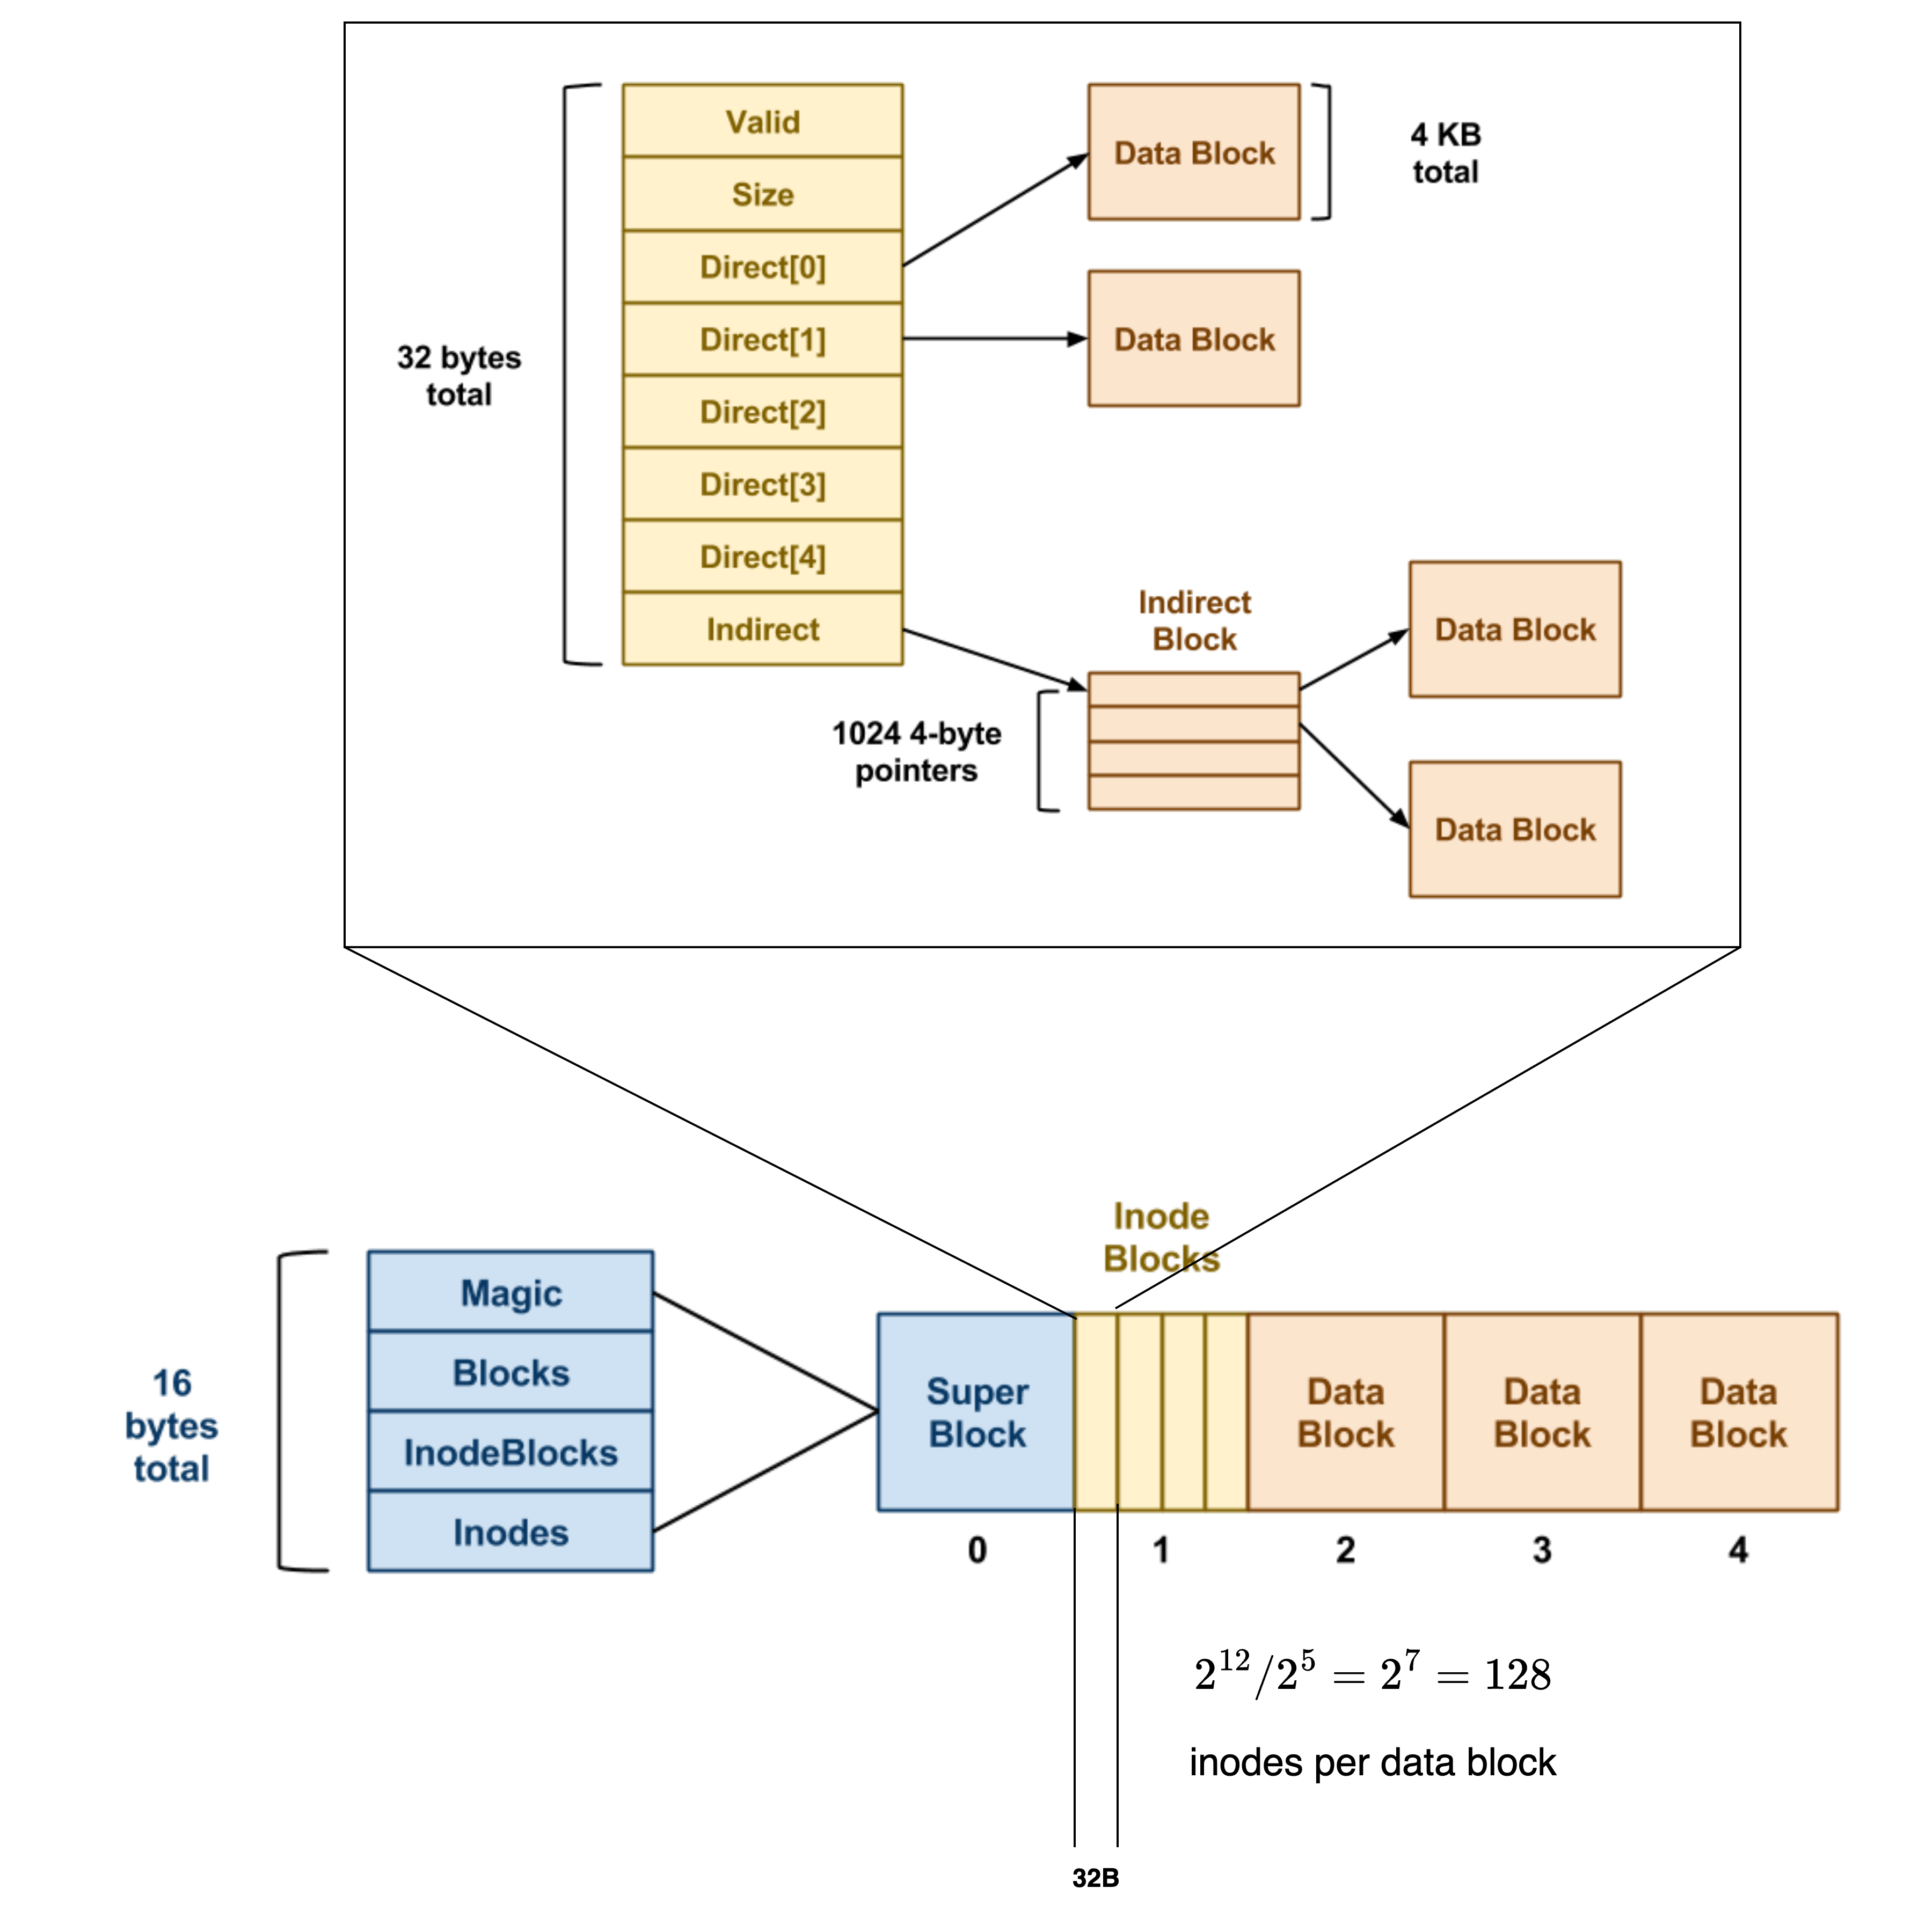 Valid
Size
Direct[0]
Direct[1]
Direct[2]
Direct[3]
Direct[4]
Indirect
32 bytes
total
Data Block
4 KB
total
Data Block
Indirect
Block
1024 4-byte
pointers
Data Block
Data Block
Inode
Blocks
16
bytes
total
Magic
Blocks
InodeBlocks
Inodes
Super
Block
Data
Block
Data
Block
Data
Block
0
1
2
3
4
2^{12}/2^5 = 2^7 = 128
inodes per data block
32B